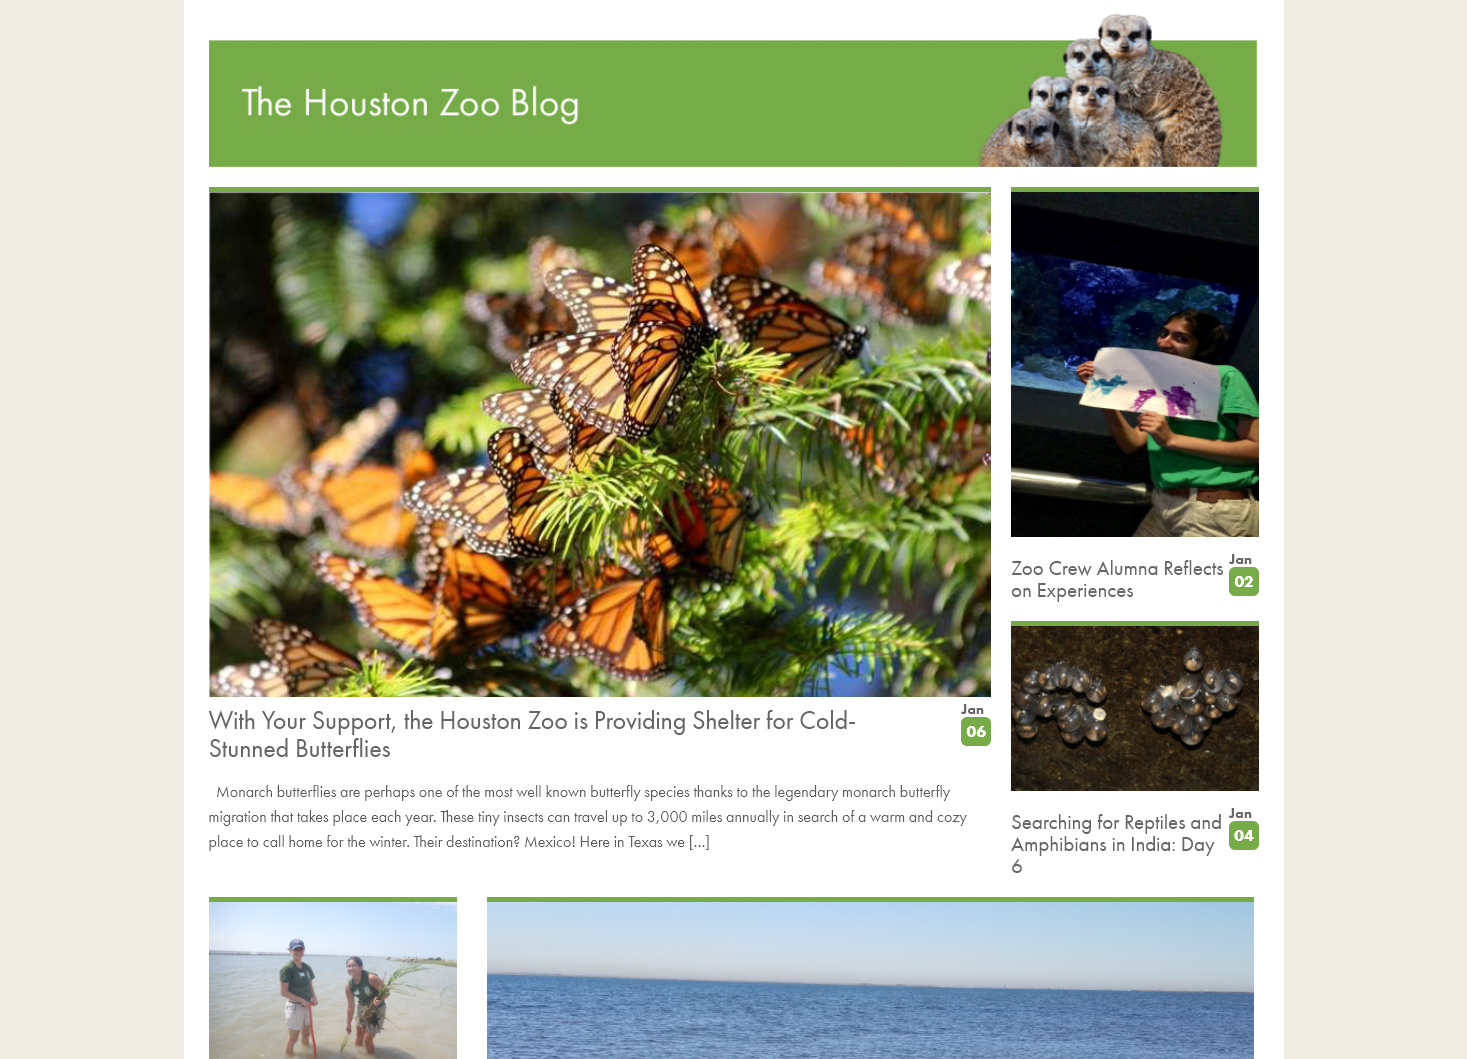 The Houston Zoo Blog
With Your Support, the Houston Zoo is Providing Shelter for Cold-
Stunned Butterflies
Jan
06
Monarch butterflies are perhaps one of the most well known butterfly species thanks to the legendary monarch butterfly
migration that takes place each year. These tiny insects can travel up to 3,000 miles annually in search of a warm and cozy
place to call home for the winter. Their destination? Mexico! Here in Texas we [...]
Zoo Crew Alumna Reflects
on Experiences
Jan
02
Searching for Reptiles and
Amphibians in India: Day
6
Jan
04